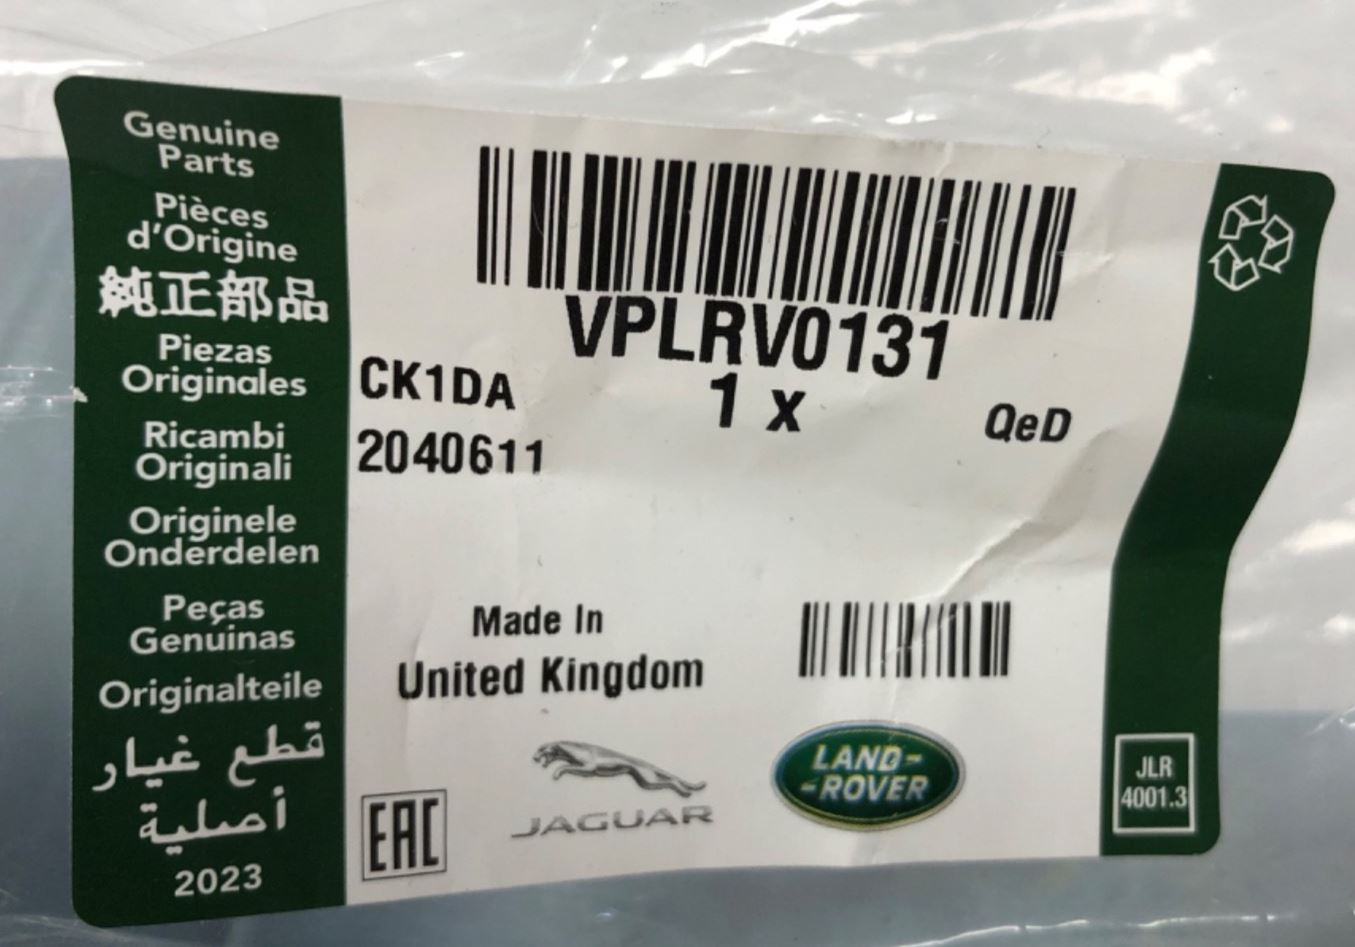 Genuine
Parts
Pièces
d'Origine
純正部品
Piezas
Originales
Ricambi
Originali
Originele
Onderdelen
Peças
Genuinas
Originalteile
قطع غيار
أصلية
2023
VPLRV0131
CK1DA
1 x
QeD
2040611
Made In
United Kingdom
EAC
JAGUAR
LAND-
-ROVER
JLR
4001.3